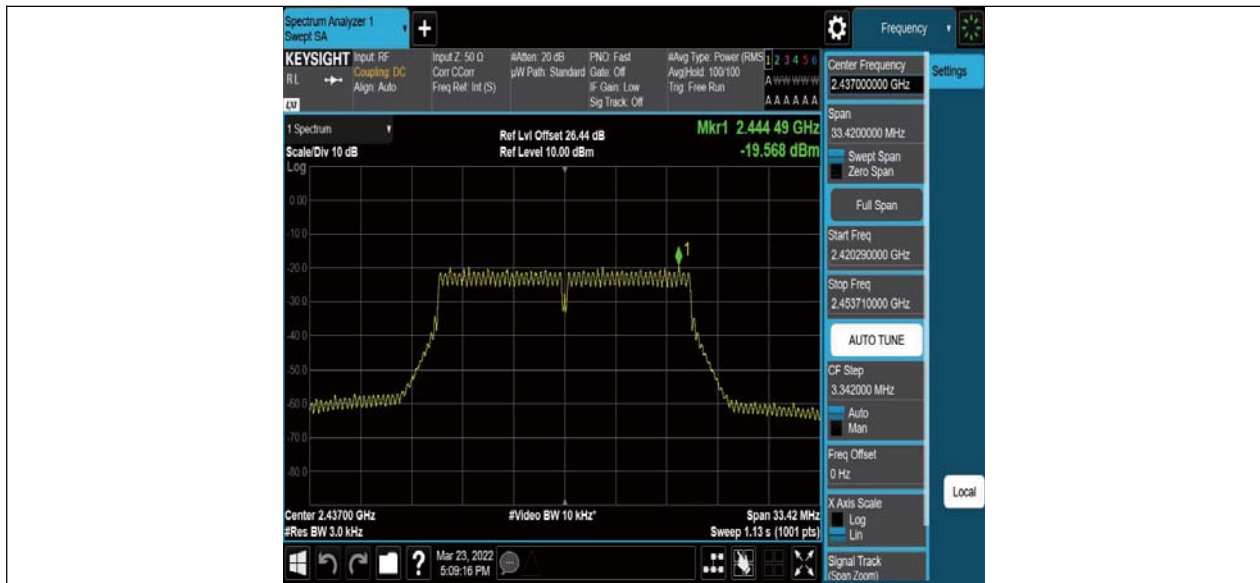 Spectrum Analyzer 1
Swept SA
+
Frequency
KEYSIGHT
RL
LXI
Input: RF
Coupling: DC
Align: Auto
Input Z: 50 Ω
Corr CCorr
Freq Ref: Int (S)
#Atten: 20 dB
µW Path: Standard
PNO: Fast
Gate: Off
IF Gain: Low
Sig Track: Off
#Avg Type: Power (RMS
Avg|Hold: 100/100
Trig: Free Run
1 2 3 4 5 6
A W W W W W
A A A A A A
1 Spectrum
Scale/Div 10 dB
Log
Ref Lvl Offset 26.44 dB
Ref Level 10.00 dBm
Mkr1 2.444 49 GHz
-19.568 dBm
0.00
-10.0
-20.0
-30.0
-40.0
-50.0
-60.0
-70.0
-80.0
1
Center 2.43700 GHz
#Res BW 3.0 kHz
#Video BW 10 kHz*
Span 33.42 MHz
Sweep 1.13 s (1001 pts)
Center Frequency
2.437000000 GHz
Settings
Span
33.4200000 MHz
Swept Span
Zero Span
Full Span
Start Freq
2.420290000 GHz
Stop Freq
2.453710000 GHz
AUTO TUNE
CF Step
3.342000 MHz
Auto
Man
Freq Offset
0 Hz
Local
X Axis Scale
Log
Lin
Signal Track
(Span Zoom)
?
Mar 23, 2022
5:09:16 PM